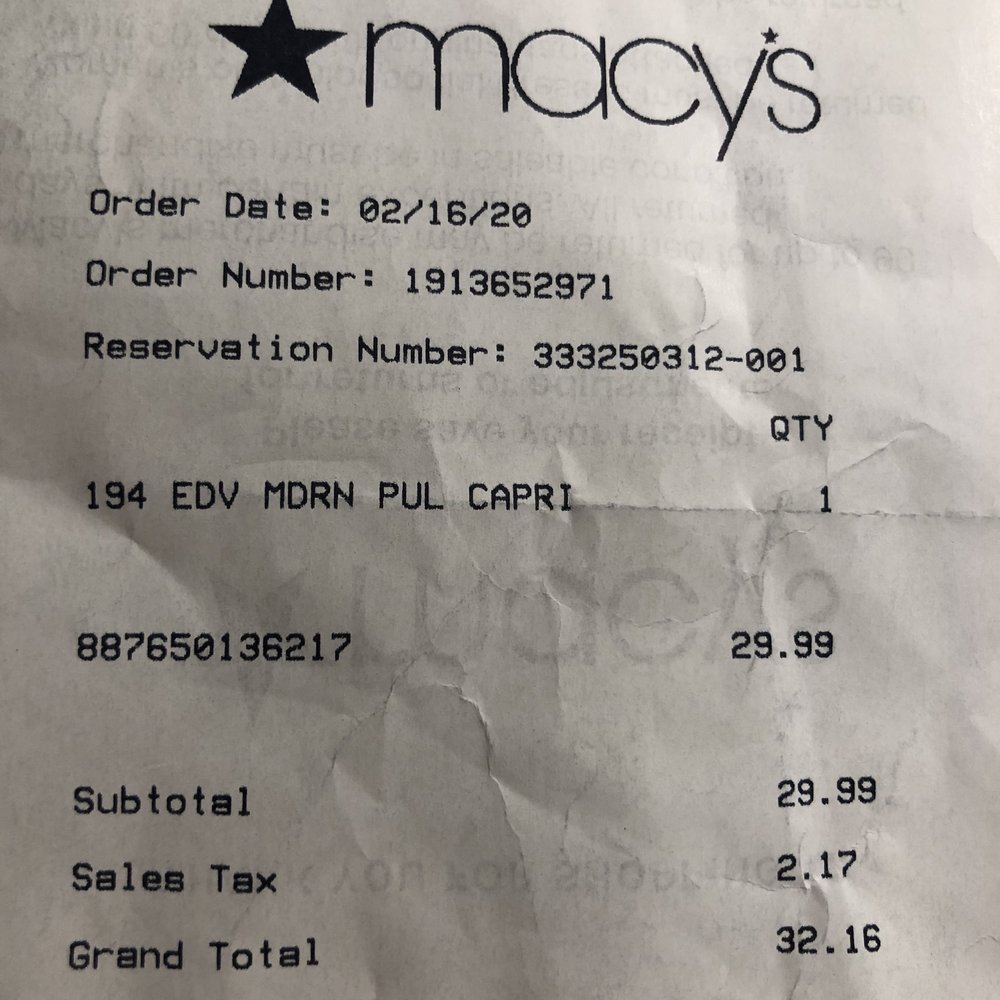 macy's
Order Date: 02/16/20
Order Number: 1913652971
Reservation Number: 333250312-001
QTY
194 EDV MDRN PUL CAPRI 1
887650136217 29.99
Subtotal 29.99
Sales Tax 2.17
Grand Total 32.16